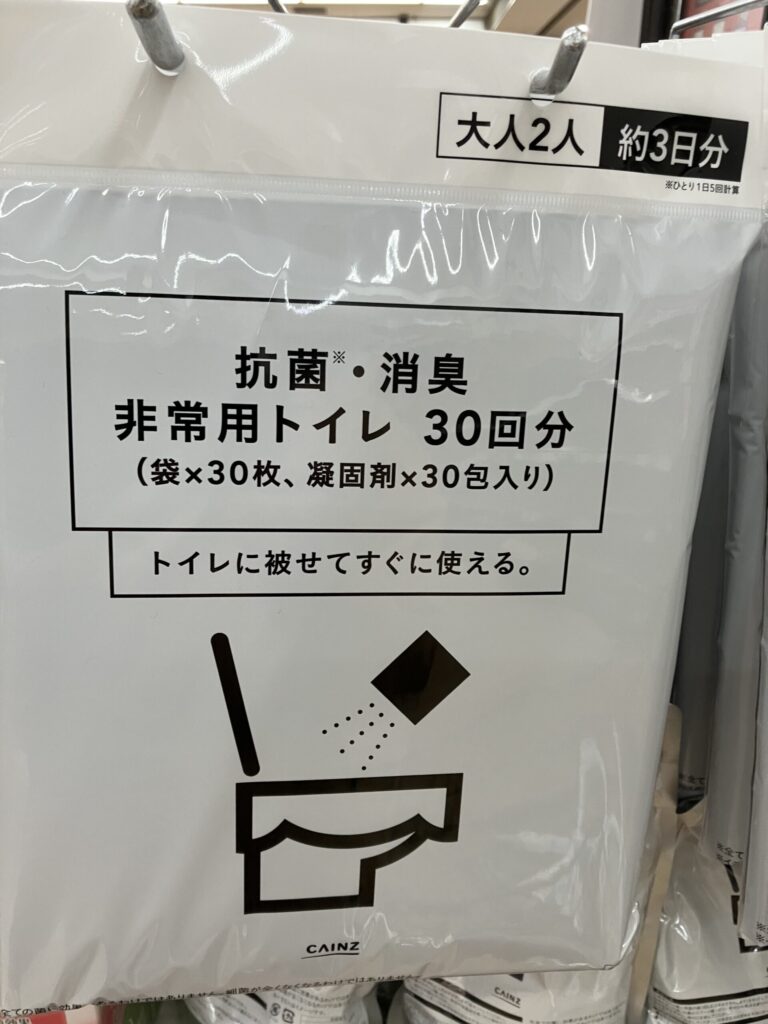 大人2人 約3日分
※ひとり1日5回計算
抗菌※・消臭
非常用トイレ 30回分
(袋×30枚、凝固剤×30包入り)
トイレに被せてすぐに使える。
CAINZ
CAINZ